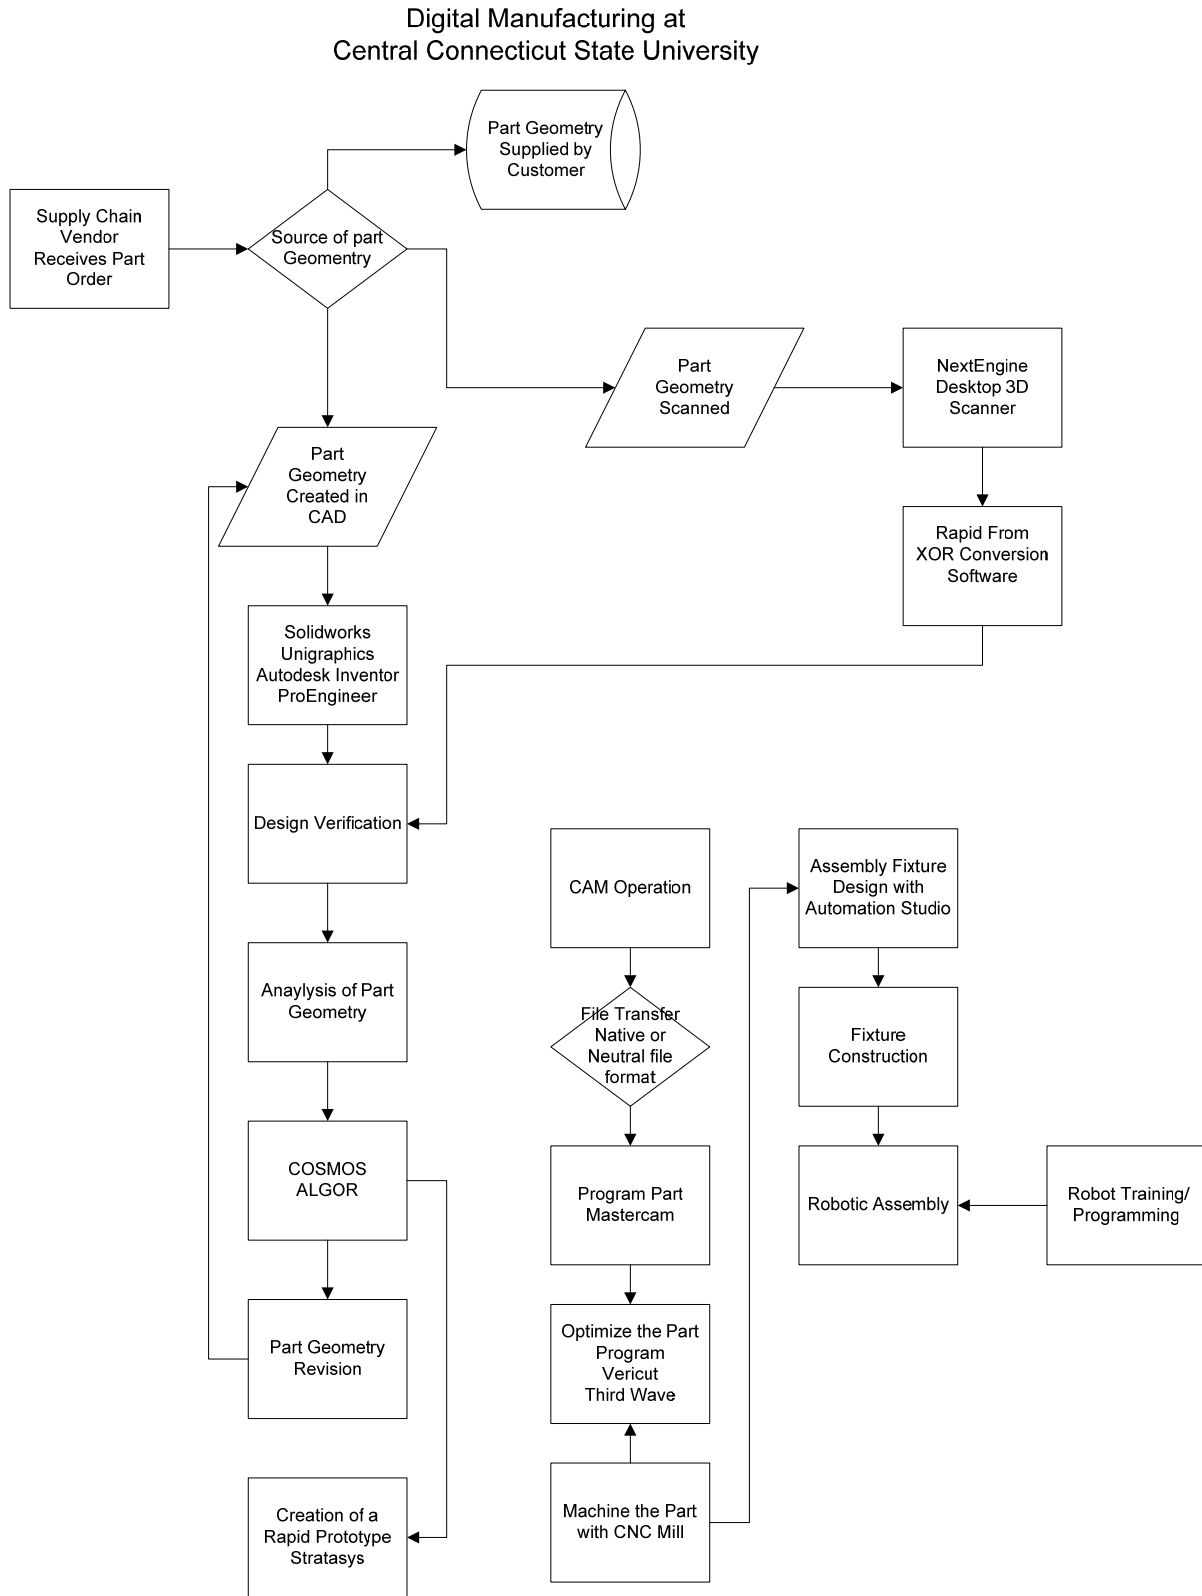 Digital Manufacturing at
Central Connecticut State University
Part Geometry
Supplied by
Customer
Supply Chain
Vendor
Receives Part
Order
Source of part
Geomentry
Part
Geometry
Scanned
NextEngine
Desktop 3D
Scanner
Part
Geometry
Created in
CAD
Rapid From
XOR Conversion
Software
Solidworks
Unigraphics
Autodesk Inventor
ProEngineer
Design Verification
CAM Operation
Assembly Fixture
Design with
Automation Studio
Anaylysis of Part
Geometry
File Transfer
Native or
Neutral file
format
Fixture
Construction
COSMOS
ALGOR
Program Part
Mastercam
Robotic Assembly
Robot Training/
Programming
Part Geometry
Revision
Optimize the Part
Program
Vericut
Third Wave
Creation of a
Rapid Prototype
Stratasys
Machine the Part
with CNC Mill